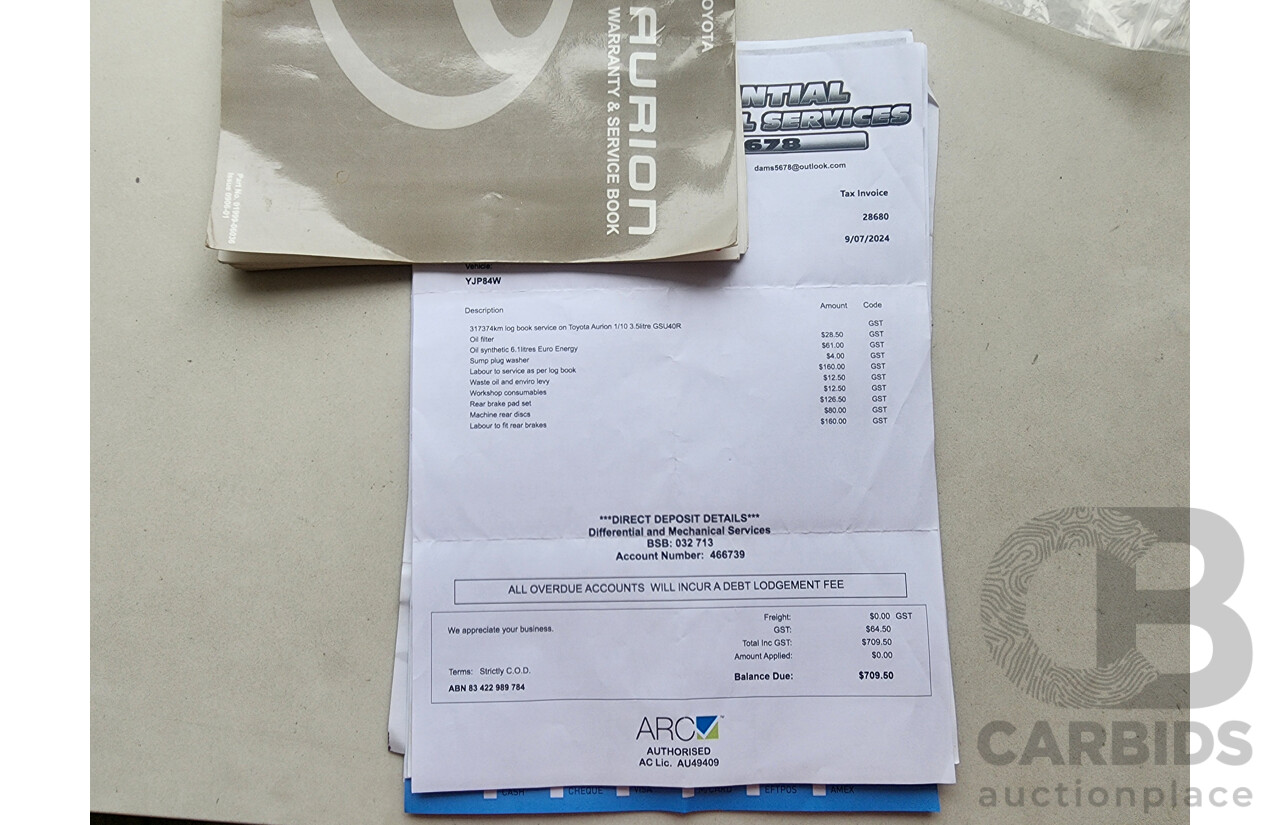 TOYOTA
AURION
WARRANTY & SERVICE BOOK
NTIAL
L SERVICES
5678
dams5678@outlook.com
Tax Invoice
28680
9/07/2024
Vehicle:
YJP84W
Description Amount Code
317374km log book service on Toyota Aurion 1/10 3.5litre GSU40R GST
Oil filter $28.50 GST
Oil synthetic 6.1litres Euro Energy $61.00 GST
Sump plug washer $4.00 GST
Labour to service as per log book $160.00 GST
Waste oil and enviro levy $12.50 GST
Workshop consumables $12.50 GST
Rear brake pad set $126.50 GST
Machine rear discs $80.00 GST
Labour to fit rear brakes $160.00 GST
***DIRECT DEPOSIT DETAILS***
Differential and Mechanical Services
BSB: 032 713
Account Number: 466739
ALL OVERDUE ACCOUNTS WILL INCUR A DEBT LODGEMENT FEE
Freight: $0.00 GST
We appreciate your business. GST: $64.50
Total Inc GST: $709.50
Amount Applied: $0.00
Terms: Strictly C.O.D.
Balance Due: $709.50
ABN 83 422 989 784
ARC
AUTHORISED
AC Lic. AU49409
CASH CHEQUE VISA EFTPOS AMEX
CB
CARBIDS
auctionplace